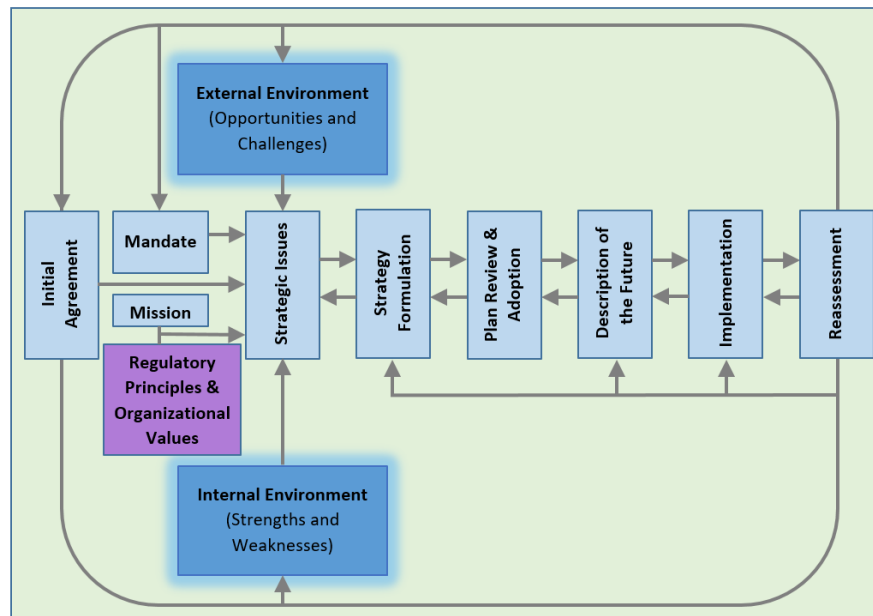 External Environment
(Opportunities and
Challenges)
Initial
Agreement
Mandate
Mission
Regulatory
Principles &
Organizational
Values
Strategic Issues
Strategy
Formulation
Plan Review &
Adoption
Description of
the Future
Implementation
Reassessment
Internal Environment
(Strengths and
Weaknesses)